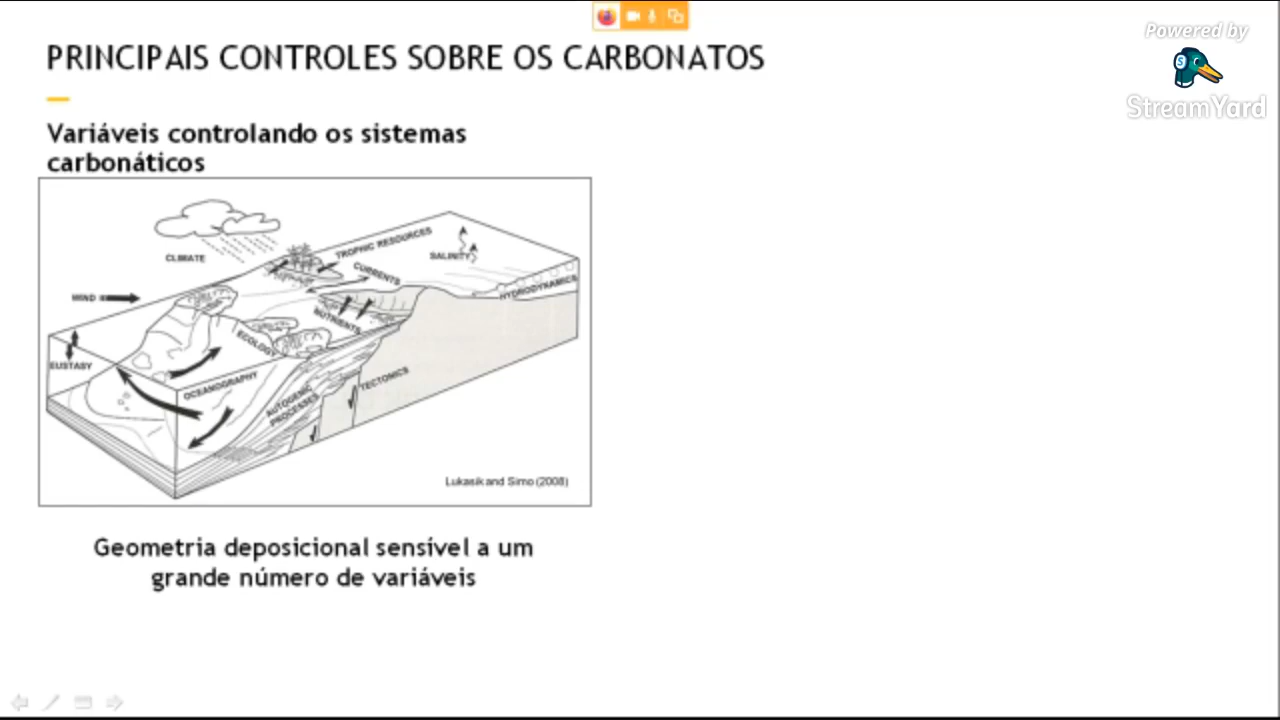 Powered by
StreamYard
PRINCIPAIS CONTROLES SOBRE OS CARBONATOS
Variáveis controlando os sistemas
carbonáticos
CLIMATE
TROPHIC RESOURCES
SALINITY
CURRENTS
HYDRODYNAMICS
WIND
NUTRIENTS
ECOLOGY
EUSTASY
OCEANOGRAPHY
TECTONICS
AUTOGENIC
PROCESSES
Lukasik and Simo (2008)
Geometria deposicional sensível a um
grande número de variáveis